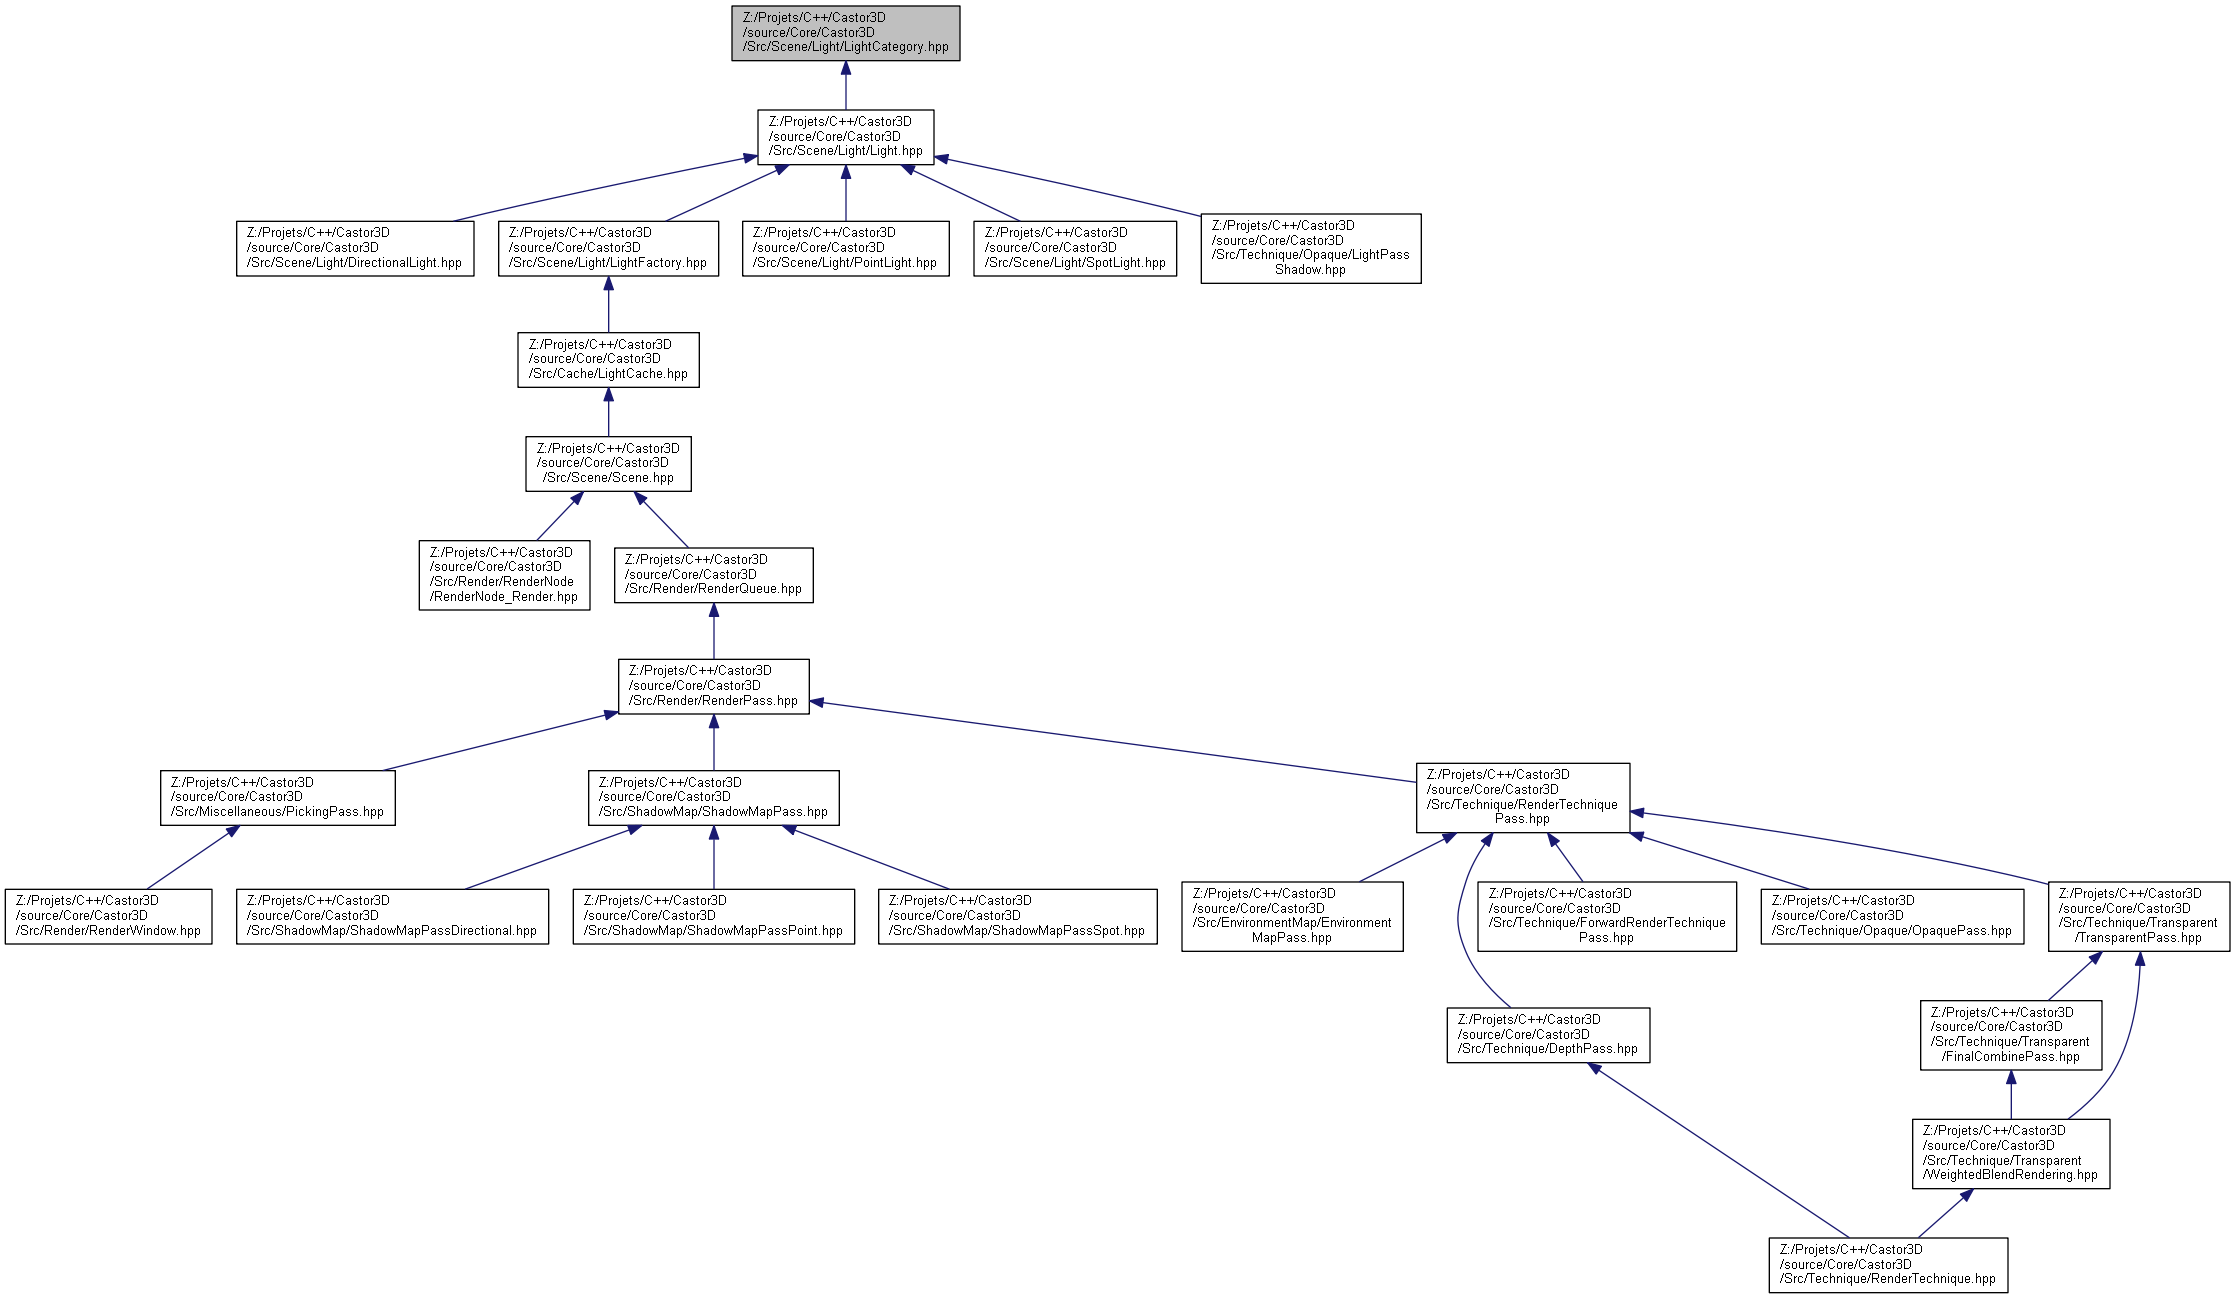 Z:/Projets/C++/Castor3D
/source/Core/Castor3D
/Src/Scene/Light/LightCategory.hpp
Z:/Projets/C++/Castor3D
/source/Core/Castor3D
/Src/Scene/Light/Light.hpp
Z:/Projets/C++/Castor3D
/source/Core/Castor3D
/Src/Scene/Light/DirectionalLight.hpp
Z:/Projets/C++/Castor3D
/source/Core/Castor3D
/Src/Scene/Light/LightFactory.hpp
Z:/Projets/C++/Castor3D
/source/Core/Castor3D
/Src/Scene/Light/PointLight.hpp
Z:/Projets/C++/Castor3D
/source/Core/Castor3D
/Src/Scene/Light/SpotLight.hpp
Z:/Projets/C++/Castor3D
/source/Core/Castor3D
/Src/Technique/Opaque/LightPass
Shadow.hpp
Z:/Projets/C++/Castor3D
/source/Core/Castor3D
/Src/Cache/LightCache.hpp
Z:/Projets/C++/Castor3D
/source/Core/Castor3D
/Src/Scene/Scene.hpp
Z:/Projets/C++/Castor3D
/source/Core/Castor3D
/Src/Render/RenderNode
/RenderNode_Render.hpp
Z:/Projets/C++/Castor3D
/source/Core/Castor3D
/Src/Render/RenderQueue.hpp
Z:/Projets/C++/Castor3D
/source/Core/Castor3D
/Src/Render/RenderPass.hpp
Z:/Projets/C++/Castor3D
/source/Core/Castor3D
/Src/Miscellaneous/PickingPass.hpp
Z:/Projets/C++/Castor3D
/source/Core/Castor3D
/Src/ShadowMap/ShadowMapPass.hpp
Z:/Projets/C++/Castor3D
/source/Core/Castor3D
/Src/Technique/RenderTechnique
Pass.hpp
Z:/Projets/C++/Castor3D
/source/Core/Castor3D
/Src/Render/RenderWindow.hpp
Z:/Projets/C++/Castor3D
/source/Core/Castor3D
/Src/ShadowMap/ShadowMapPassDirectional.hpp
Z:/Projets/C++/Castor3D
/source/Core/Castor3D
/Src/ShadowMap/ShadowMapPassPoint.hpp
Z:/Projets/C++/Castor3D
/source/Core/Castor3D
/Src/ShadowMap/ShadowMapPassSpot.hpp
Z:/Projets/C++/Castor3D
/source/Core/Castor3D
/Src/EnvironmentMap/Environment
MapPass.hpp
Z:/Projets/C++/Castor3D
/source/Core/Castor3D
/Src/Technique/ForwardRenderTechnique
Pass.hpp
Z:/Projets/C++/Castor3D
/source/Core/Castor3D
/Src/Technique/Opaque/OpaquePass.hpp
Z:/Projets/C++/Castor3D
/source/Core/Castor3D
/Src/Technique/Transparent
/TransparentPass.hpp
Z:/Projets/C++/Castor3D
/source/Core/Castor3D
/Src/Technique/DepthPass.hpp
Z:/Projets/C++/Castor3D
/source/Core/Castor3D
/Src/Technique/Transparent
/FinalCombinePass.hpp
Z:/Projets/C++/Castor3D
/source/Core/Castor3D
/Src/Technique/Transparent
/WeightedBlendRendering.hpp
Z:/Projets/C++/Castor3D
/source/Core/Castor3D
/Src/Technique/RenderTechnique.hpp